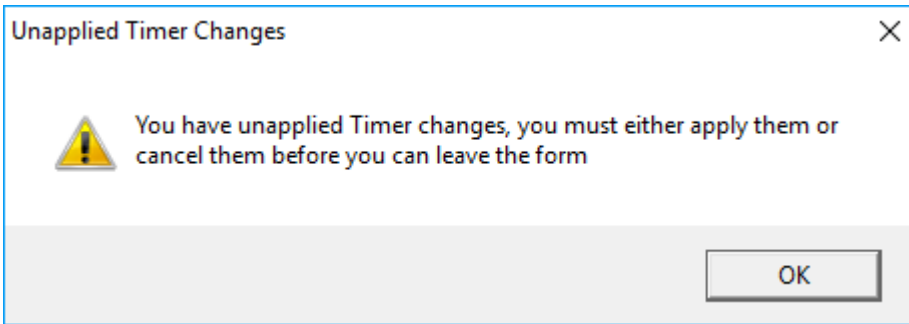 Unapplied Timer Changes
You have unapplied Timer changes, you must either apply them or
cancel them before you can leave the form
OK